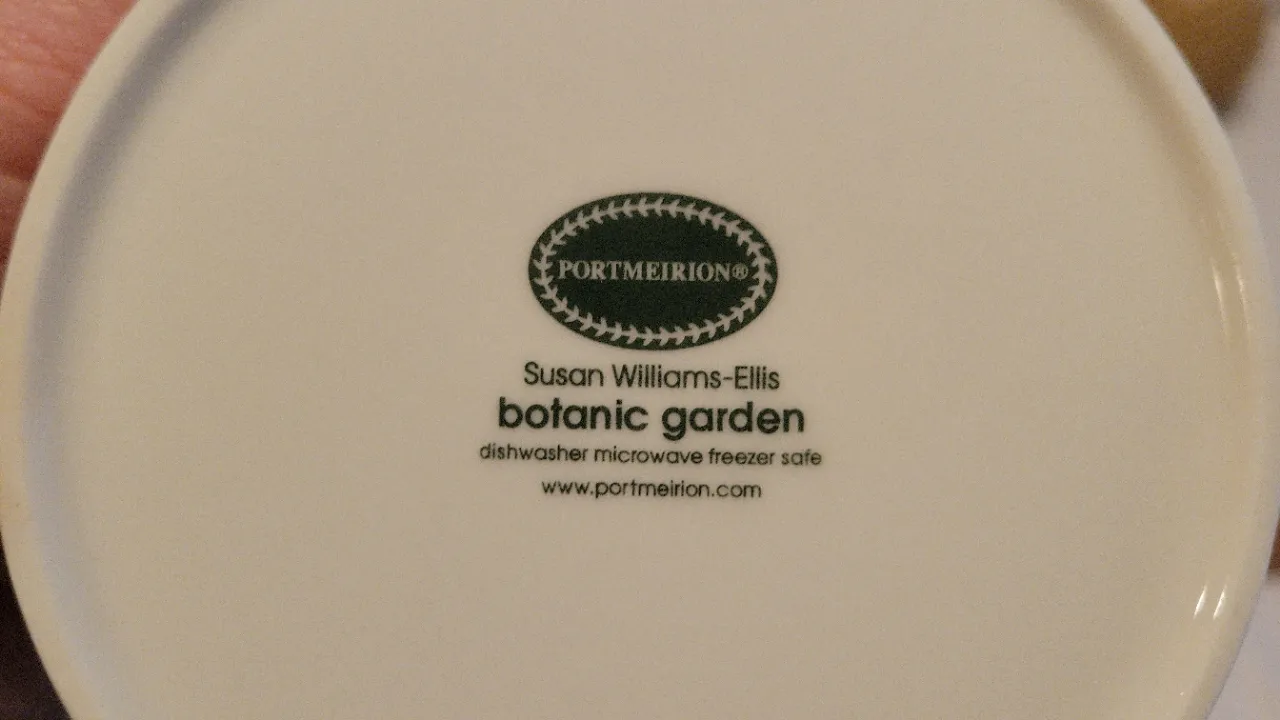 PORTMEIRION®
Susan Williams-Ellis
botanic garden
dishwasher microwave freezer safe
www.portmeirion.com